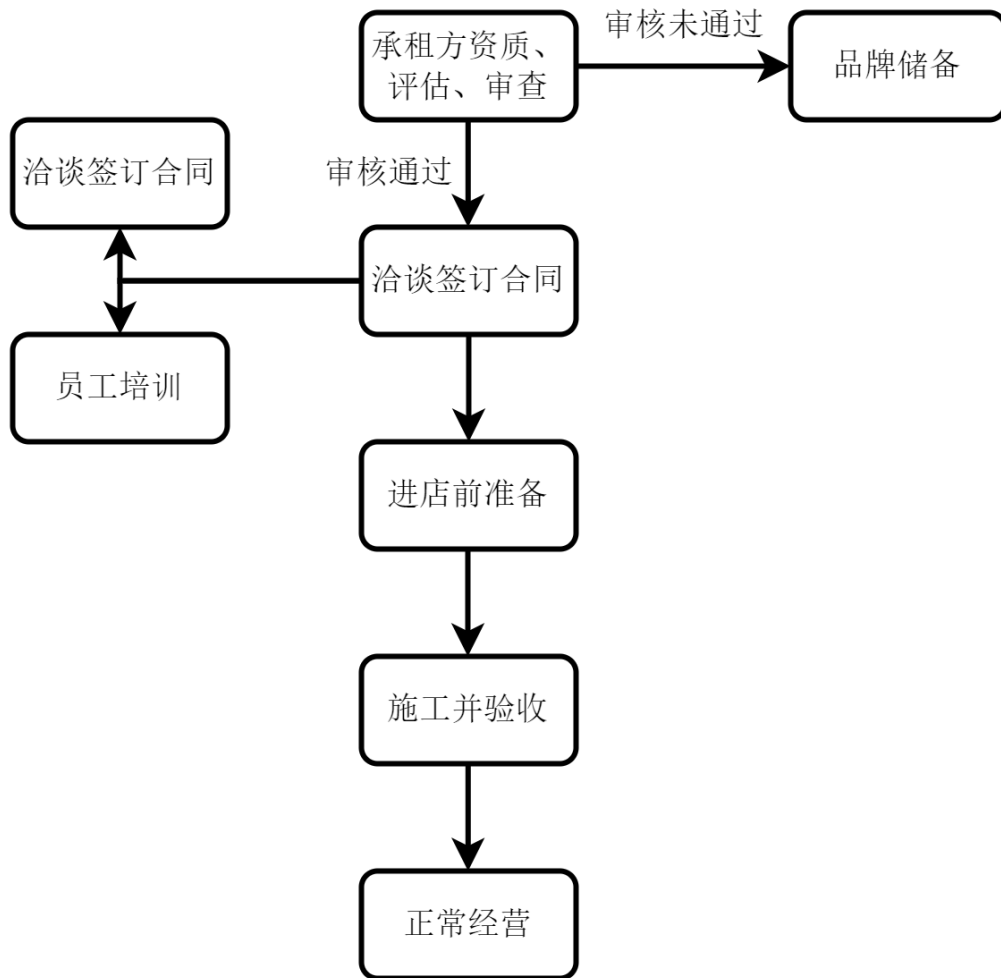 承租方资质、
评估、审查
审核未通过
品牌储备
审核通过
洽谈签订合同
洽谈签订合同
员工培训
进店前准备
施工并验收
正常经营